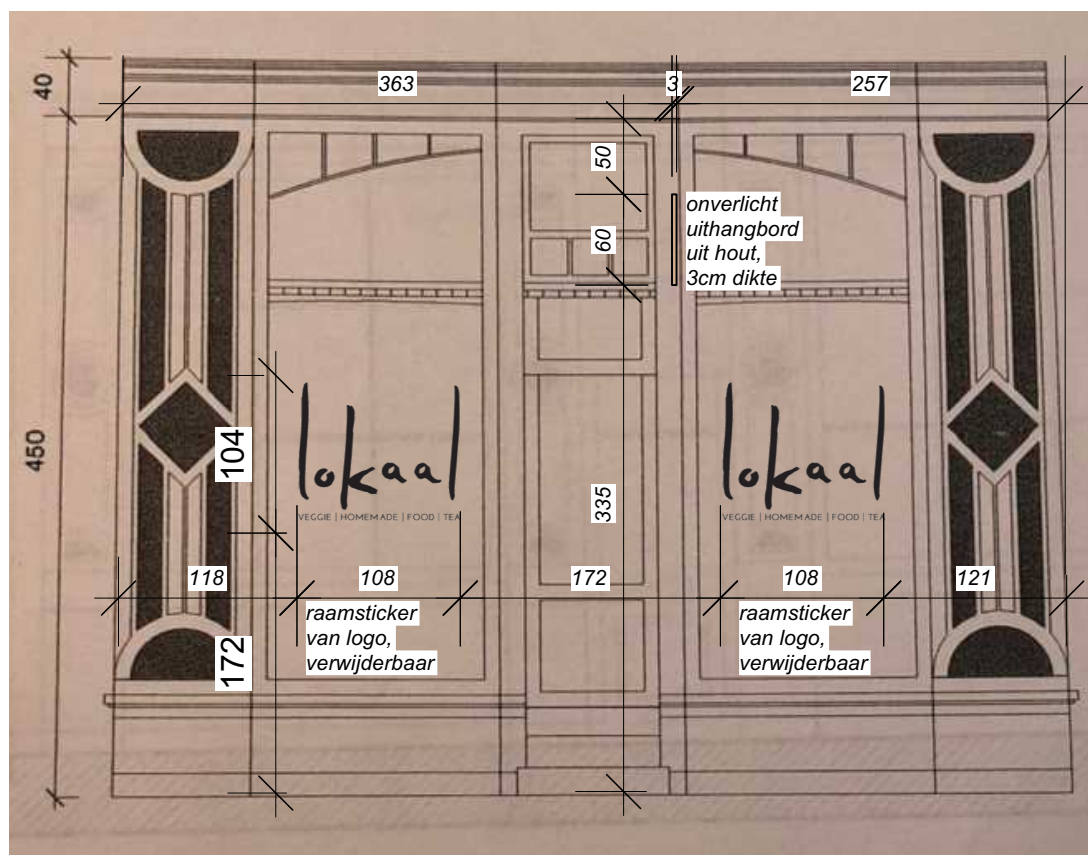 40
363
3
257
50
60
onverlicht
uithangbord
uit hout,
3cm dikte
450
104
lokaal
VEGGIE | HOMEMADE | FOOD | TEA
335
lokaal
VEGGIE | HOMEMADE | FOOD | TEA
118
108
172
108
121
172
raamsticker
van logo,
verwijderbaar
raamsticker
van logo,
verwijderbaar